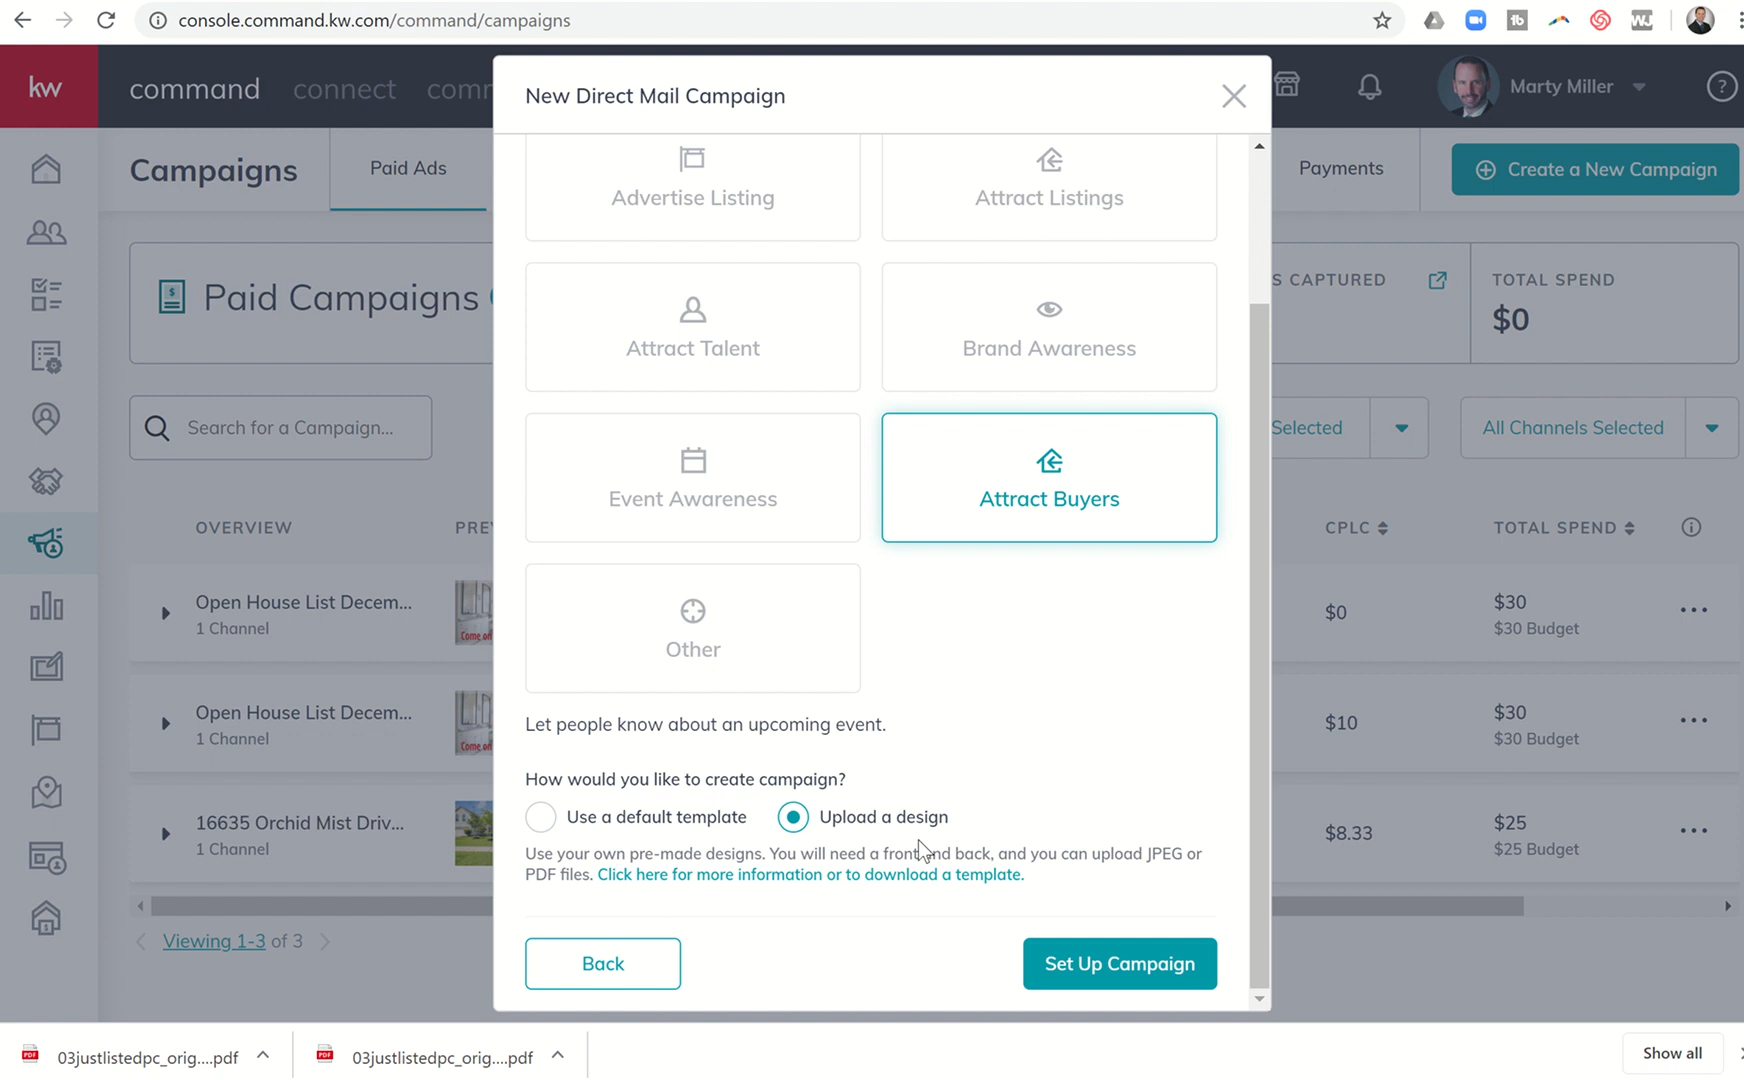 console.command.kw.com/command/campaigns
kw
command connect
Marty Miller
New Direct Mail Campaign
Campaigns
Paid Ads
Payments
Create a New Campaign
Advertise Listing
Attract Listings
Paid Campaigns
S CAPTURED
TOTAL SPEND
$0
Attract Talent
Brand Awareness
Search for a Campaign...
Selected
All Channels Selected
Event Awareness
Attract Buyers
OVERVIEW
CPLC
TOTAL SPEND
Open House List Decem...
1 Channel
Come on
$0
$30
$30 Budget
Other
Open House List Decem...
1 Channel
Come on
$10
$30
$30 Budget
Let people know about an upcoming event.
How would you like to create campaign?
Use a default template
Upload a design
16635 Orchid Mist Driv...
1 Channel
$8.33
$25
$25 Budget
Use your own pre-made designs. You will need a front and back, and you can upload JPEG or
PDF files. Click here for more information or to download a template.
Viewing 1-3 of 3
Back
Set Up Campaign
PDF
03justlistedpc_orig....pdf
PDF
03justlistedpc_orig....pdf
Show all